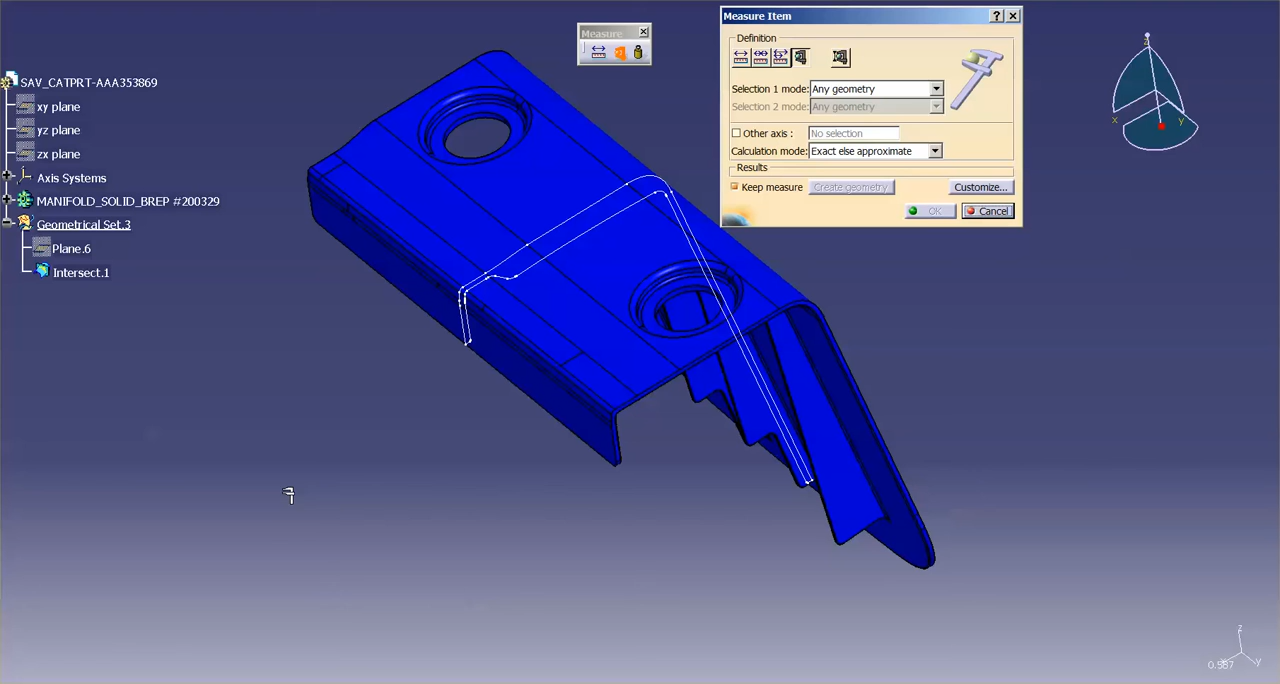 Measure
Measure Item
Definition
Selection 1 mode: Any geometry
Selection 2 mode: Any geometry
Other axis : No selection
Calculation mode: Exact else approximate
Results
Keep measure Create geometry Customize...
OK Cancel
SAV_CATPRT-AAA353869
xy plane
yz plane
zx plane
Axis Systems
MANIFOLD_SOLID_BREP #200329
Geometrical Set.3
Plane.6
Intersect.1
z
x y
z
y